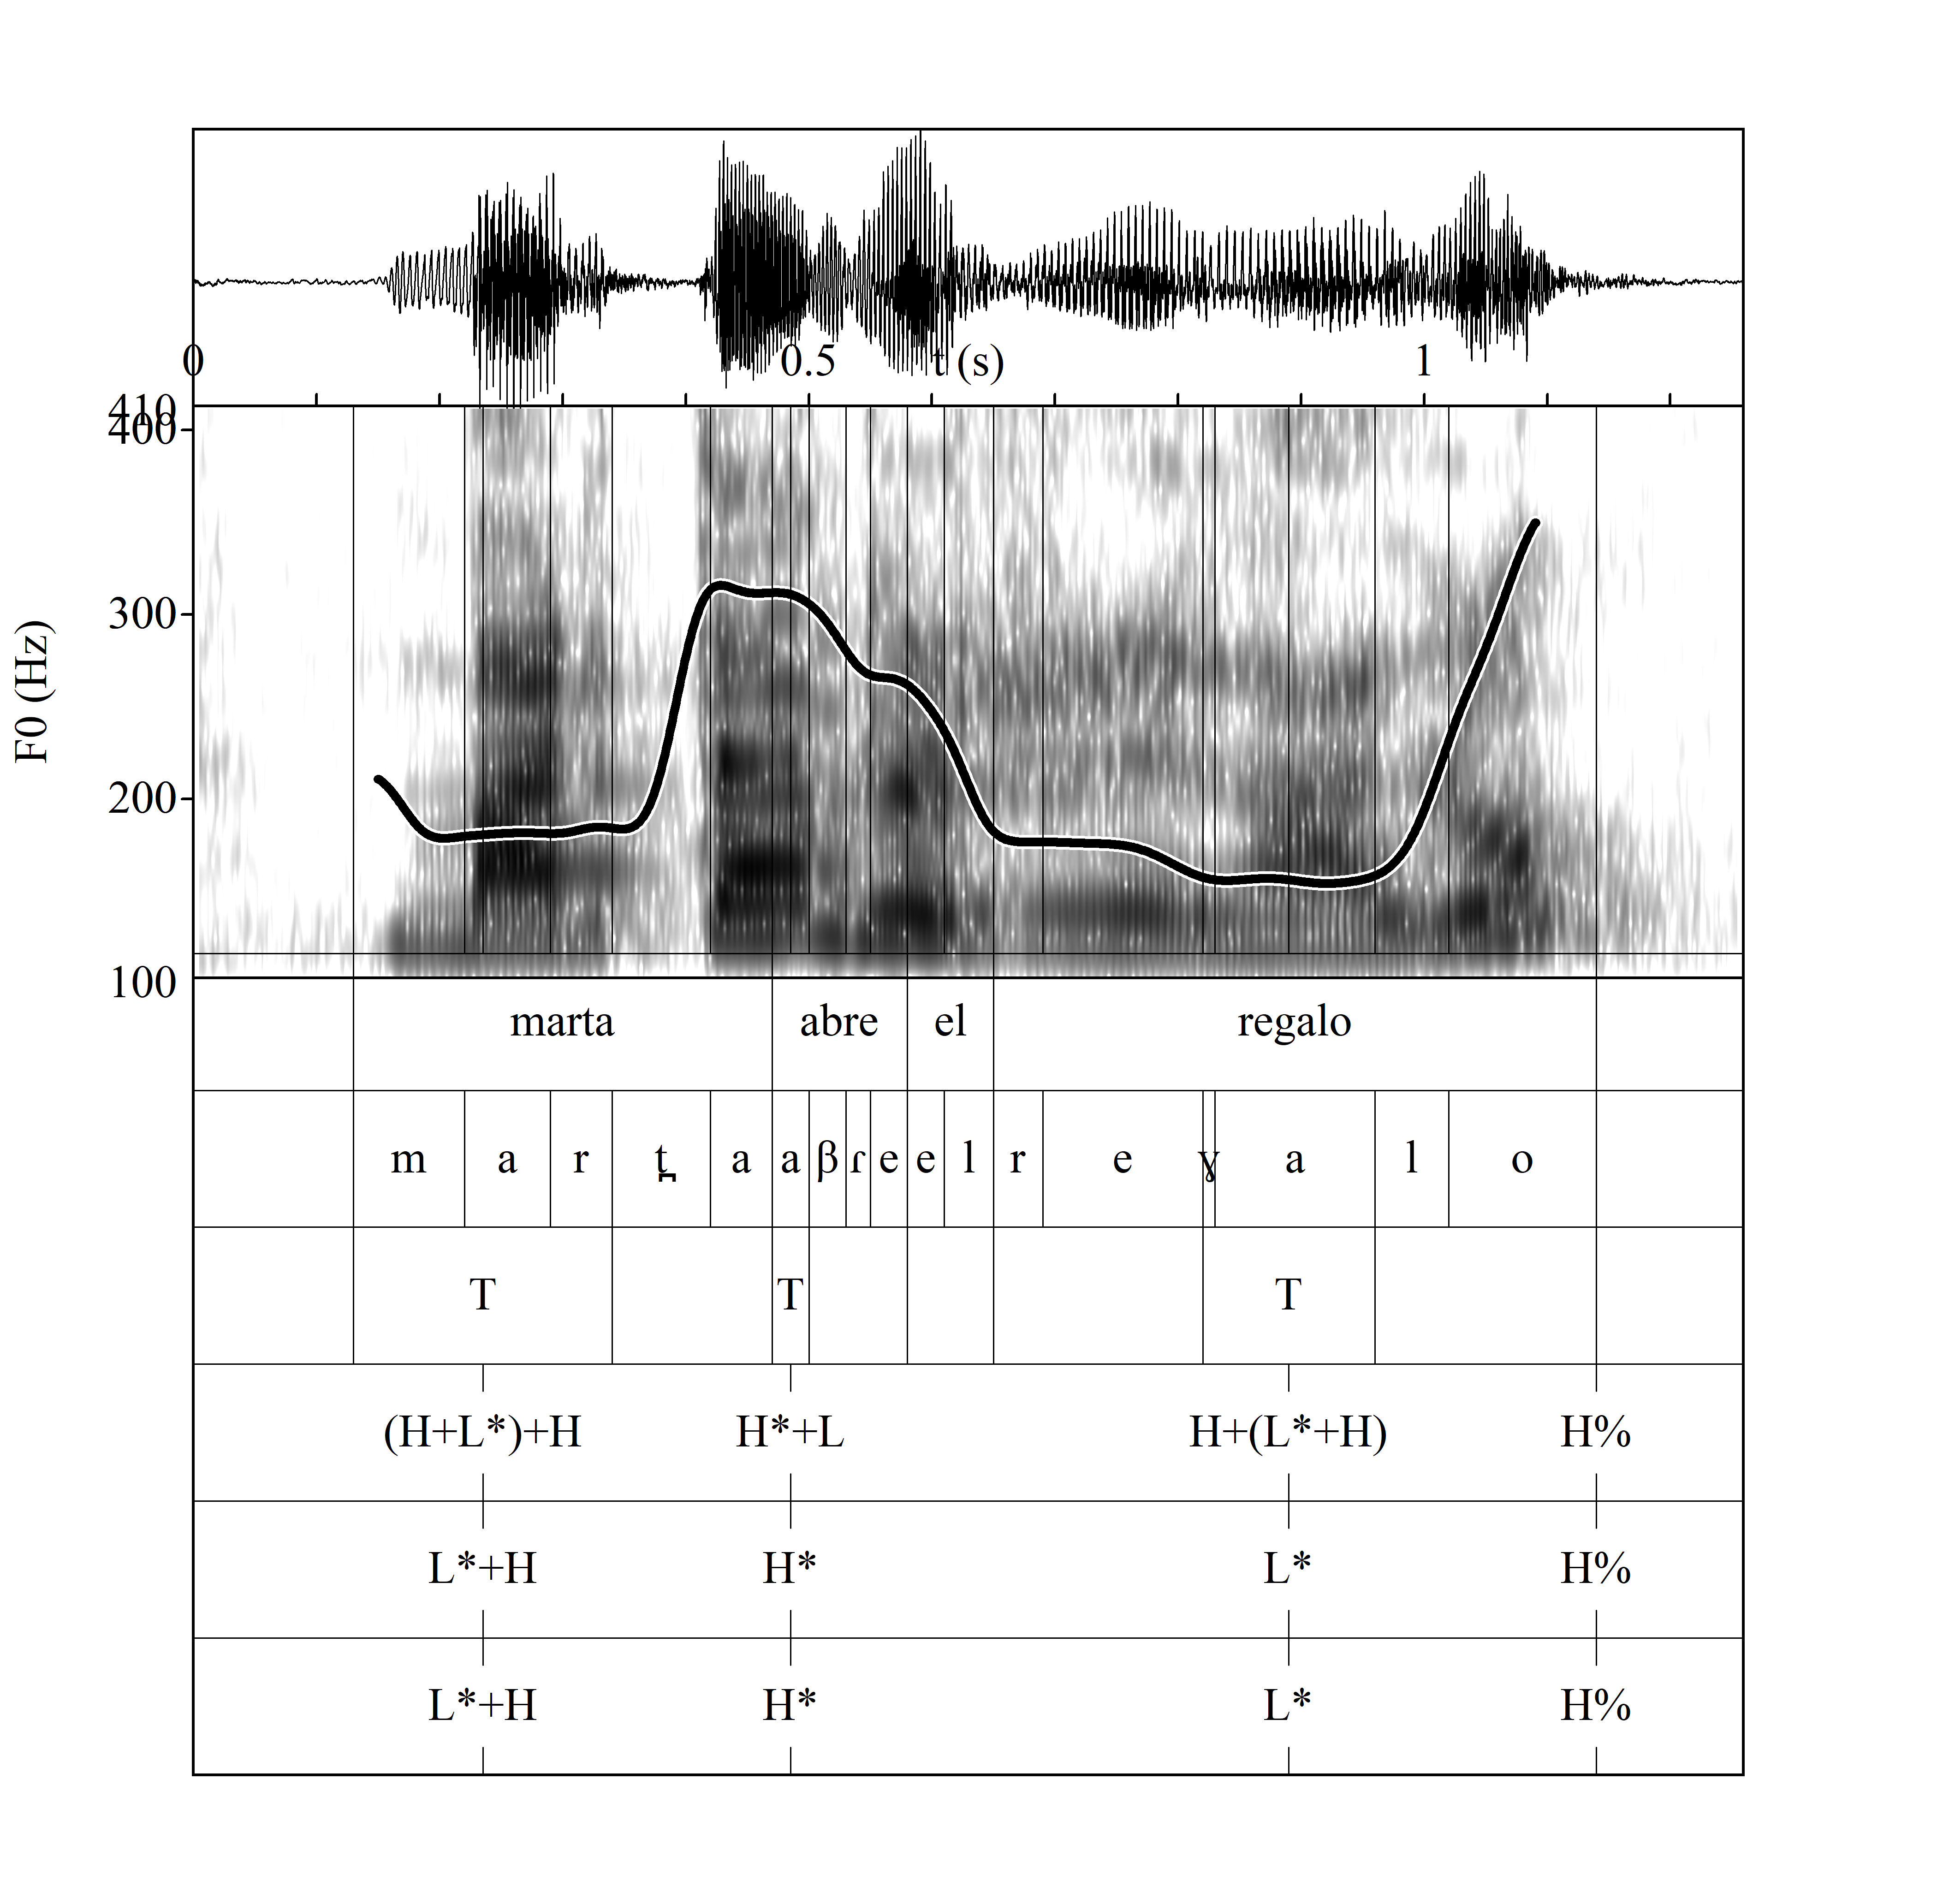 0 0.5 t (s) 1
410
400
300
200
100
F0 (Hz)
marta abre el regalo
m a r t̪ a a β ɾ e e l r e ɣ a l o
T T T
(H+L*)+H H*+L H+(L*+H) H%
L*+H H* L* H%
L*+H H* L* H%